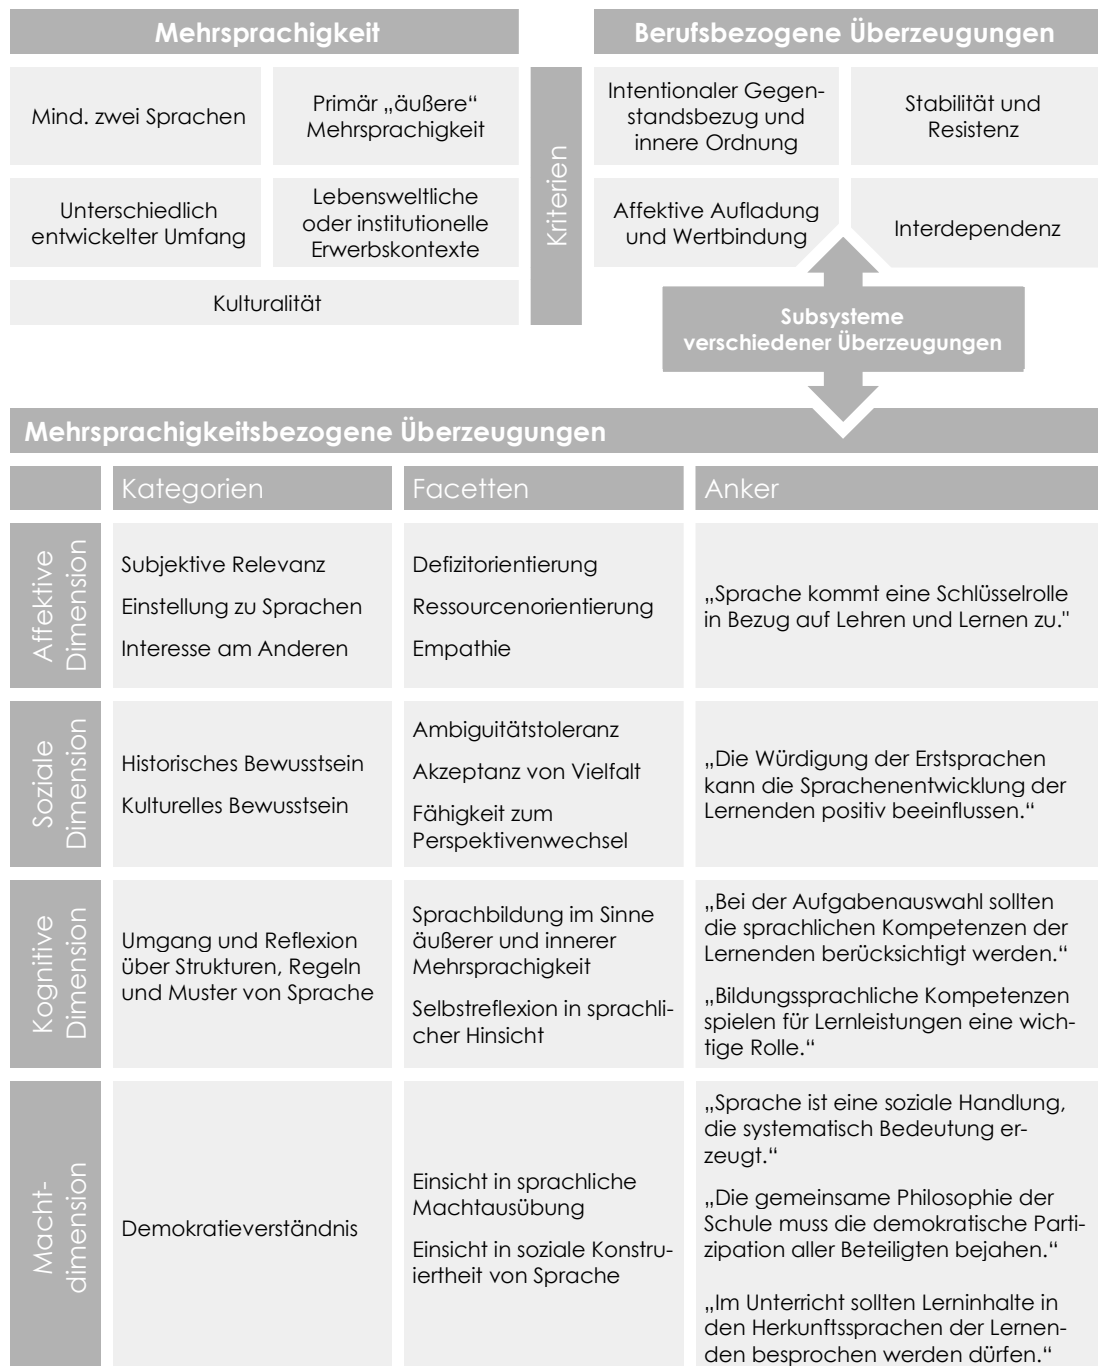 Mehrsprachigkeit
Mind. zwei Sprachen
Primär „äußere“
Mehrsprachigkeit
Unterschiedlich
entwickelter Umfang
Lebensweltliche
oder institutionelle
Erwerbskontexte
Kulturalität
Kriterien
Berufsbezogene Überzeugungen
Intentionaler Gegen-
standsbezug und
innere Ordnung
Stabilität und
Resistenz
Affektive Aufladung
und Wertbindung
Interdependenz
Subsysteme
verschiedener Überzeugungen
Mehrsprachigkeitsbezogene Überzeugungen
Kategorien
Facetten
Anker
Affektive
Dimension
Subjektive Relevanz
Einstellung zu Sprachen
Interesse am Anderen
Defizitorientierung
Ressourcenorientierung
Empathie
„Sprache kommt eine Schlüsselrolle
in Bezug auf Lehren und Lernen zu."
Soziale
Dimension
Historisches Bewusstsein
Kulturelles Bewusstsein
Ambiguitätstoleranz
Akzeptanz von Vielfalt
Fähigkeit zum
Perspektivenwechsel
„Die Würdigung der Erstsprachen
kann die Sprachenentwicklung der
Lernenden positiv beeinflussen.“
Kognitive
Dimension
Umgang und Reflexion
über Strukturen, Regeln
und Muster von Sprache
Sprachbildung im Sinne
äußerer und innerer
Mehrsprachigkeit
Selbstreflexion in sprachli-
cher Hinsicht
„Bei der Aufgabenauswahl sollten
die sprachlichen Kompetenzen der
Lernenden berücksichtigt werden.“
„Bildungssprachliche Kompetenzen
spielen für Lernleistungen eine wich-
tige Rolle.“
Macht-
dimension
Demokratieverständnis
Einsicht in sprachliche
Machtausübung
Einsicht in soziale Konstru-
iertheit von Sprache
„Sprache ist eine soziale Handlung,
die systematisch Bedeutung er-
zeugt.“
„Die gemeinsame Philosophie der
Schule muss die demokratische Parti-
zipation aller Beteiligten bejahen.“
„Im Unterricht sollten Lerninhalte in
den Herkunftssprachen der Lernen-
den besprochen werden dürfen.“